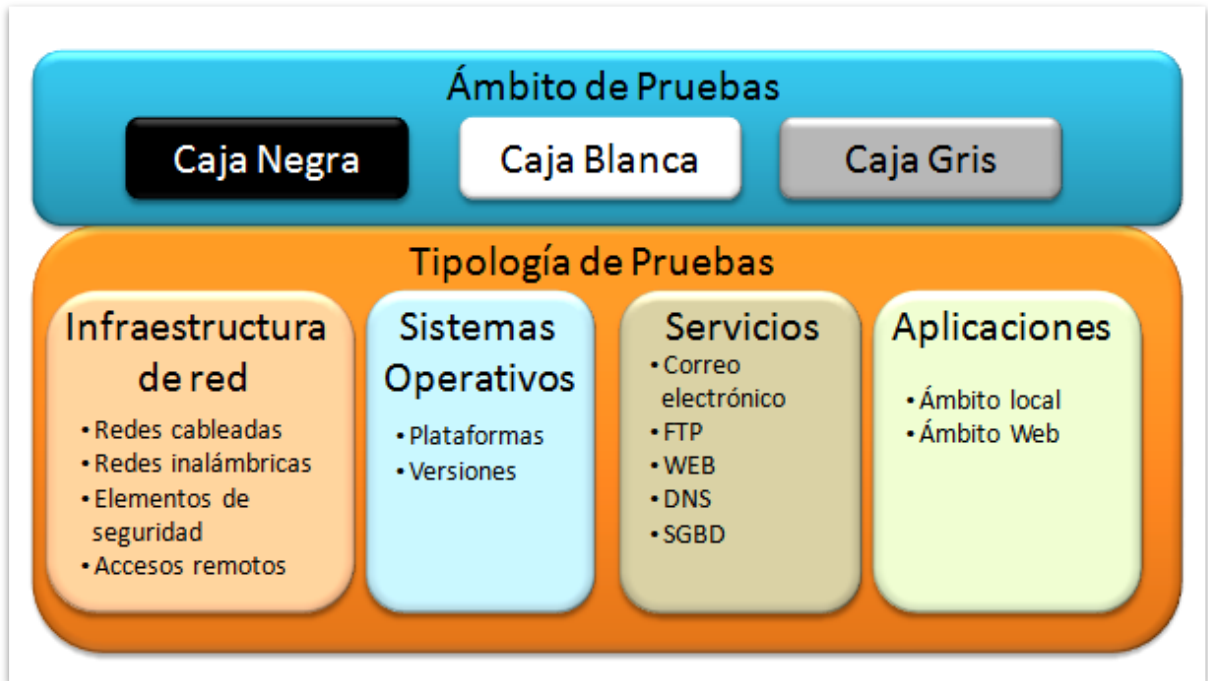 Ámbito de Pruebas
Caja Negra
Caja Blanca
Caja Gris
Tipología de Pruebas
Infraestructura
de red
• Redes cableadas
• Redes inalámbricas
• Elementos de
seguridad
• Accesos remotos
Sistemas
Operativos
• Plataformas
• Versiones
Servicios
• Correo
electrónico
• FTP
• WEB
• DNS
• SGBD
Aplicaciones
• Ámbito local
• Ámbito Web